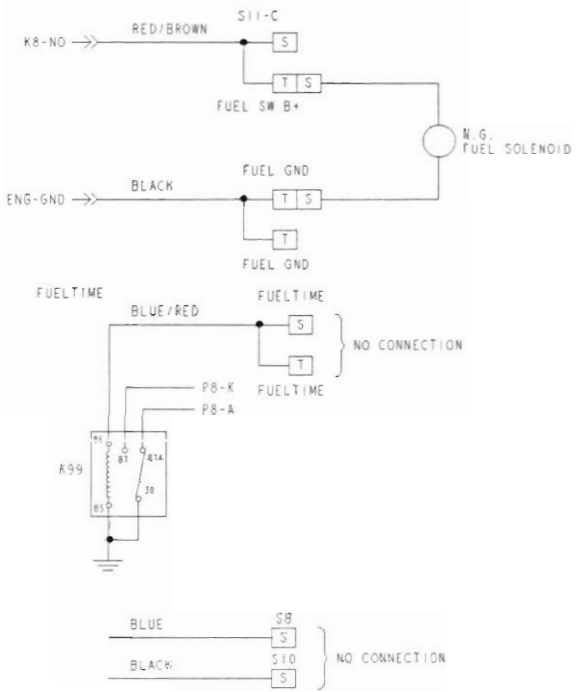 S11-C
RED/BROWN
K8-NO
S
T S
FUEL SW B+
N.G.
FUEL SOLENOID
FUEL GND
BLACK
ENG-GND
T S
T
FUEL GND
FUELTIME
FUELTIME
BLUE/RED
S
NO CONNECTION
T
FUELTIME
P8-K
P8-A
86
87
87A
K99
30
85
S8
BLUE
S
S10
NO CONNECTION
BLACK
S